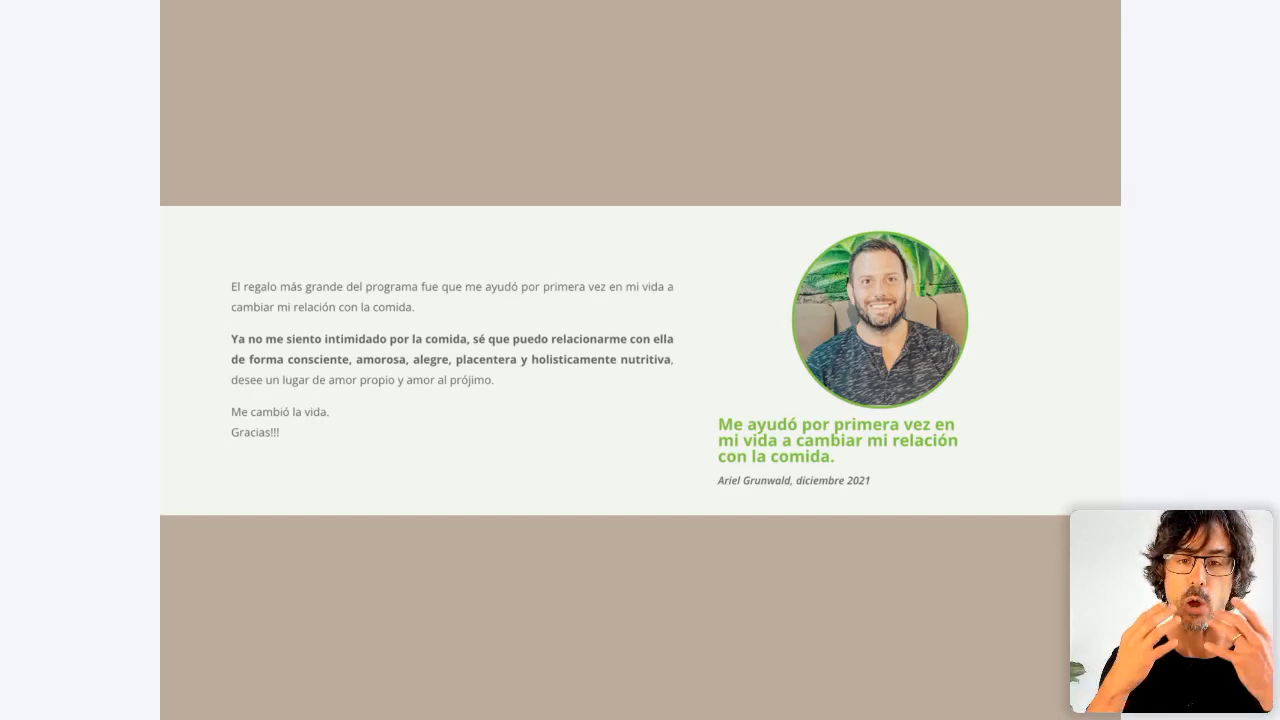 El regalo más grande del programa fue que me ayudó por primera vez en mi vida a
cambiar mi relación con la comida.
Ya no me siento intimidado por la comida, sé que puedo relacionarme con ella
de forma consciente, amorosa, alegre, placentera y holisticamente nutritiva,
desee un lugar de amor propio y amor al prójimo.
Me cambió la vida.
Gracias!!!
Me ayudó por primera vez en
mi vida a cambiar mi relación
con la comida.
Ariel Grunwald, diciembre 2021